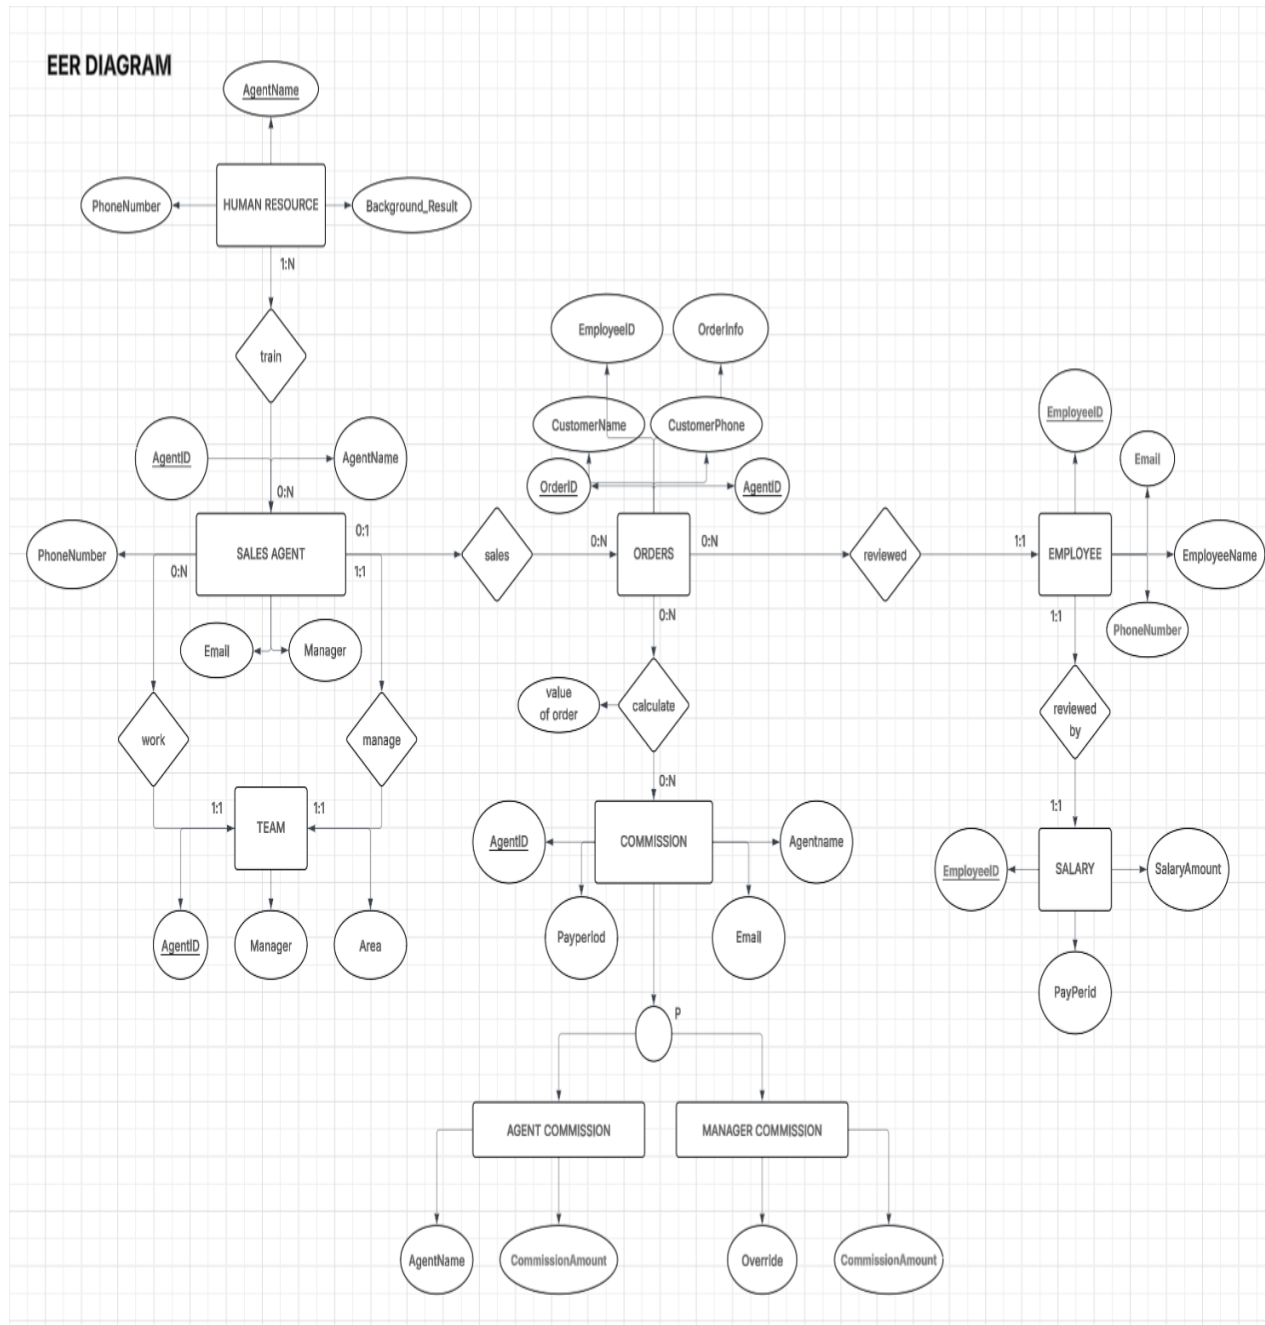 EER DIAGRAM
AgentName
PhoneNumber
HUMAN RESOURCE
Background_Result
1:N
train
EmployeeID
OrderInfo
CustomerName
CustomerPhone
EmployeeID
AgentID
AgentName
Email
OrderID
AgentID
0:N
PhoneNumber
0:N
SALES AGENT
0:1
1:1
sales
0:N
ORDERS
0:N
reviewed
1:1
EMPLOYEE
EmployeeName
1:1
PhoneNumber
0:N
Email
Manager
value
of order
calculate
reviewed
by
work
manage
0:N
1:1
TEAM
1:1
1:1
AgentID
COMMISSION
Agentname
EmployeeID
SALARY
SalaryAmount
AgentID
Manager
Area
Payperiod
Email
PayPerid
P
AGENT COMMISSION
MANAGER COMMISSION
AgentName
CommissionAmount
Override
CommissionAmount